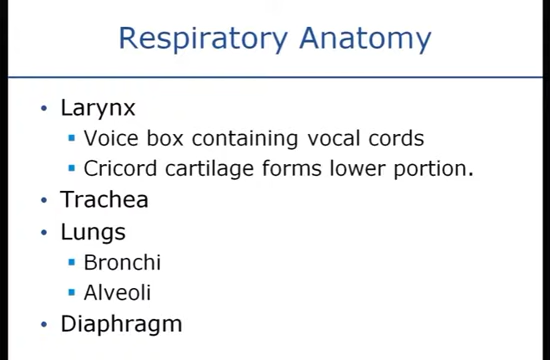 Respiratory Anatomy
• Larynx
▪ Voice box containing vocal cords
▪ Cricord cartilage forms lower portion.
• Trachea
• Lungs
▪ Bronchi
▪ Alveoli
• Diaphragm